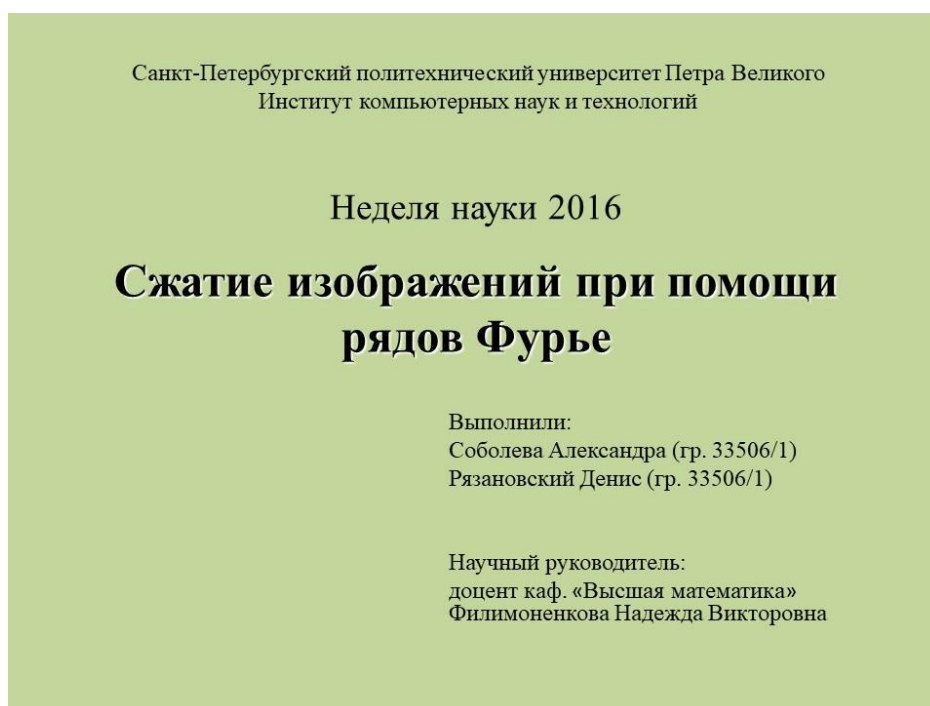 Санкт-Петербургский политехнический университет Петра Великого
Институт компьютерных наук и технологий
Неделя науки 2016
Сжатие изображений при помощи
рядов Фурье
Выполнили:
Соболева Александра (гр. 33506/1)
Рязановский Денис (гр. 33506/1)
Научный руководитель:
доцент каф. «Высшая математика»
Филимоненкова Надежда Викторовна